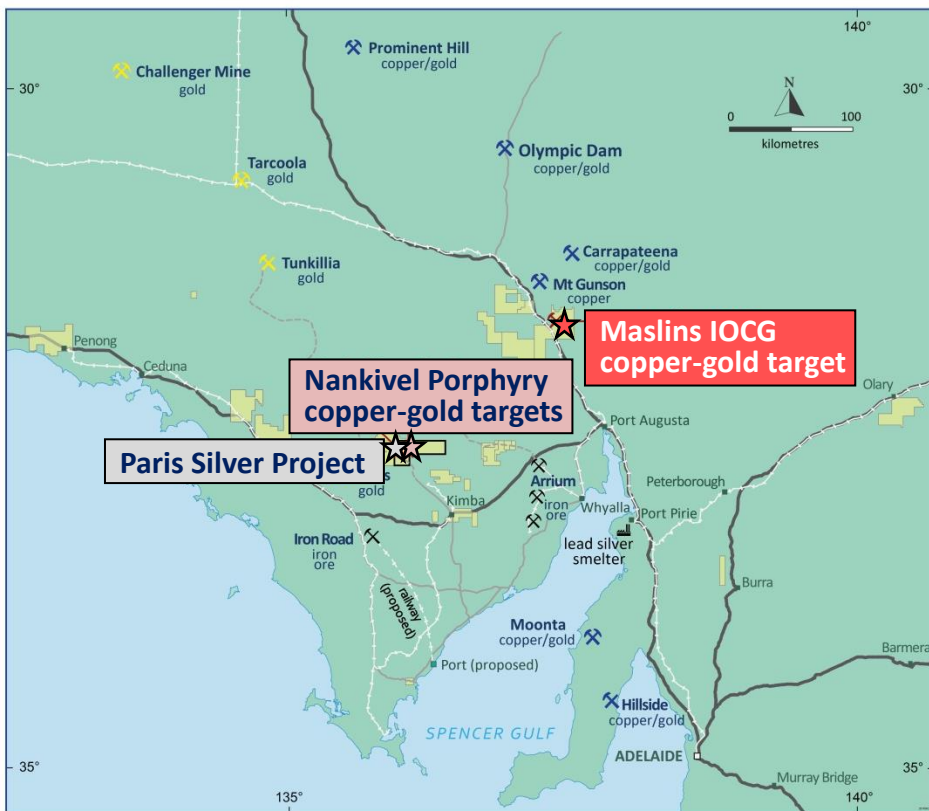 140°
Prominent Hill
copper/gold
Challenger Mine
gold
30°
30°
N
0
100
kilometres
Olympic Dam
copper/gold
Tarcoola
gold
Carrapateena
copper/gold
Tunkillia
gold
Mt Gunson
copper
Maslins IOCG
copper-gold target
Penong
Ceduna
Nankivel Porphyry
copper-gold targets
Olary
Port Augusta
Paris Silver Project
gold
Arrium
iron
ore
Kimba
Whyalla
Peterborough
Port Pirie
Iron Road
iron
ore
lead silver
smelter
railway
(proposed)
Burra
Moonta
copper/gold
Barmera
Port (proposed)
Hillside
copper/gold
SPENCER GULF
ADELAIDE
35°
35°
Murray Bridge
135°
140°